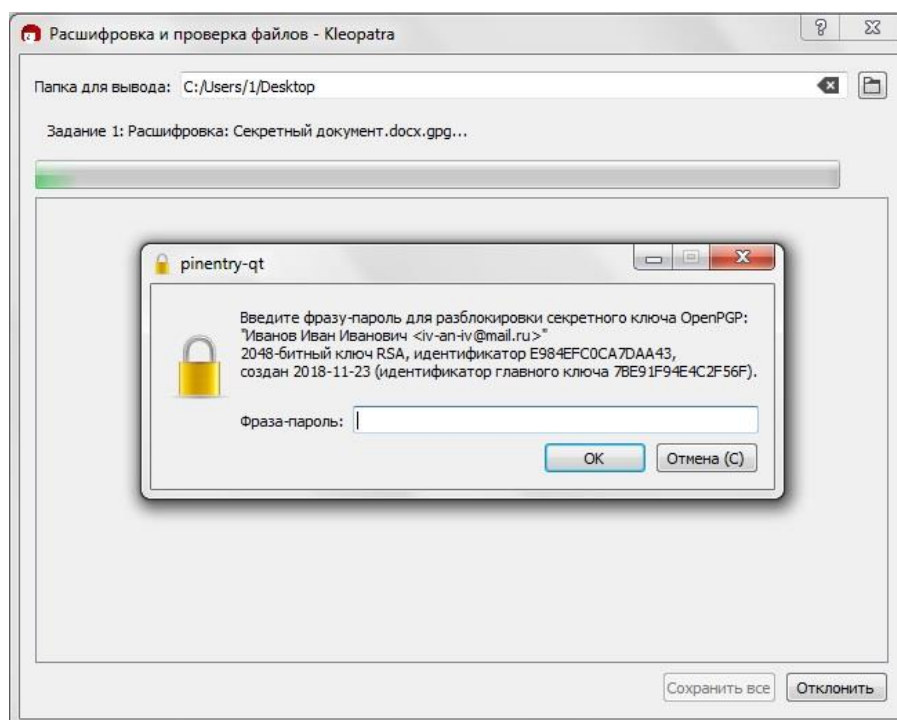 Расшифровка и проверка файлов - Kleopatra
Папка для вывода: C:/Users/1/Desktop
Задание 1: Расшифровка: Секретный документ.docx.gpg...
pinentry-qt
Введите фразу-пароль для разблокировки секретного ключа OpenPGP:
"Иванов Иван Иванович <iv-an-iv@mail.ru>"
2048-битный ключ RSA, идентификатор E984EFC0CA7DAA43,
создан 2018-11-23 (идентификатор главного ключа 7BE91F94E4C2F56F).
Фраза-пароль:
OK Отмена (C)
Сохранить все Отклонить